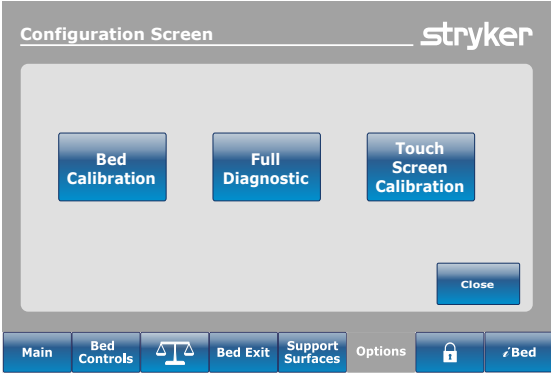 Configuration Screen
stryker
Bed
Calibration
Full
Diagnostic
Touch
Screen
Calibration
Close
Main
Bed
Controls
Bed Exit
Support
Surfaces
Options
iBed